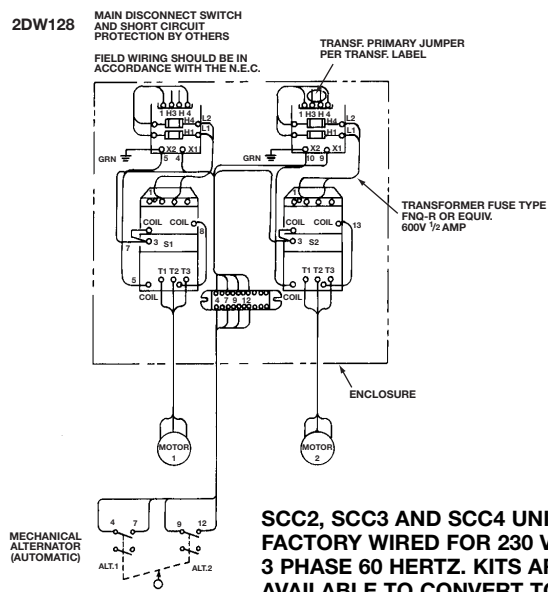 2DW128
MAIN DISCONNECT SWITCH
AND SHORT CIRCUIT
PROTECTION BY OTHERS
FIELD WIRING SHOULD BE IN
ACCORDANCE WITH THE N.E.C.
TRANSF. PRIMARY JUMPER
PER TRANSF. LABEL
1 H3 H 4
H4
L2
H1
L1
GRN
X2 X1
5 4
1 H3 H 4
H4
L2
H1
L1
GRN
X2 X1
10 9
TRANSFORMER FUSE TYPE
FNQ-R OR EQUIV.
600V 1/2 AMP
1
COIL COIL
8
3 S1
7
5
T1 T2 T3
COIL
1
COIL COIL
13
3 S2
T1 T2 T3
COIL
4 7 9 12
ENCLOSURE
MOTOR
1
MOTOR
2
4 7 9 12
MECHANICAL
ALTERNATOR
(AUTOMATIC)
ALT.1 ALT.2
SCC2, SCC3 AND SCC4
FACTORY WIRED FOR 230
3 PHASE 60 HERTZ. KITS
AVAILABLE TO CONVERT